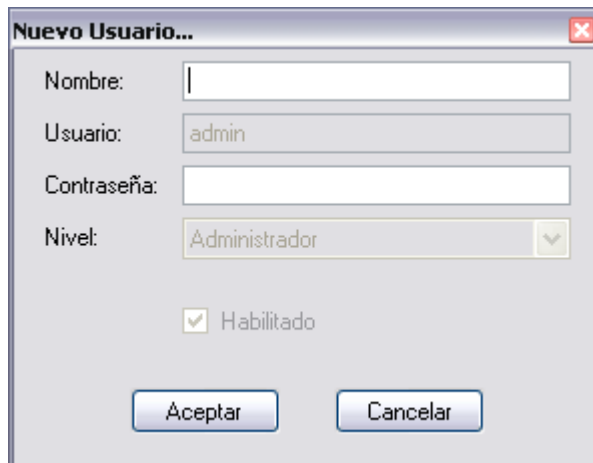 Nuevo Usuario...
Nombre:
Usuario: admin
Contraseña:
Nivel: Administrador
Habilitado
Aceptar Cancelar